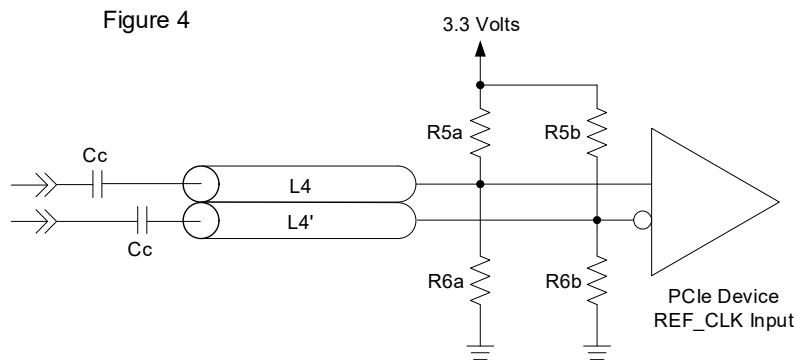 Figure 4
3.3 Volts
R5a
R5b
Cc
L4
L4'
Cc
R6a
R6b
PCIe Device
REF_CLK Input